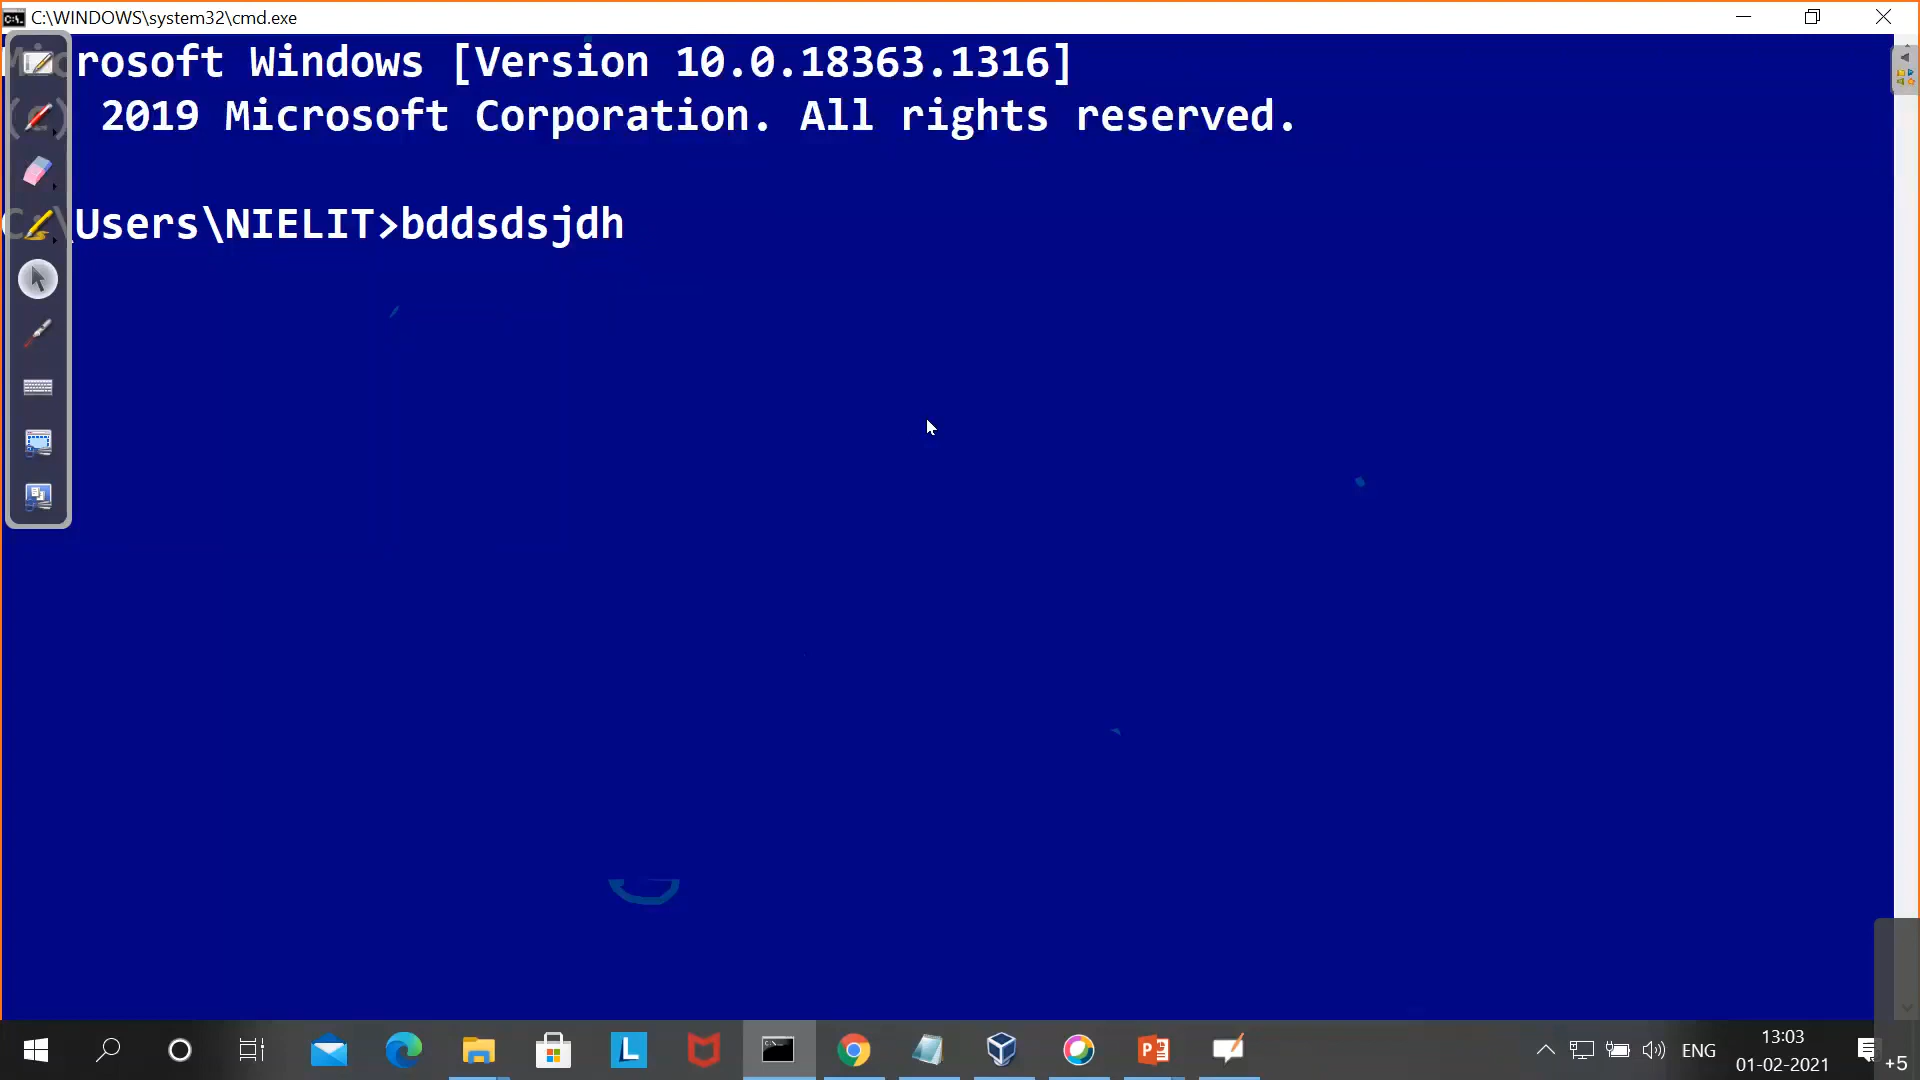 C:\WINDOWS\system32\cmd.exe
Microsoft Windows [Version 10.0.18363.1316]
(c) 2019 Microsoft Corporation. All rights reserved.
C:\Users\NIELIT>bddsdsjdh
ENG
13:03
01-02-2021
+5